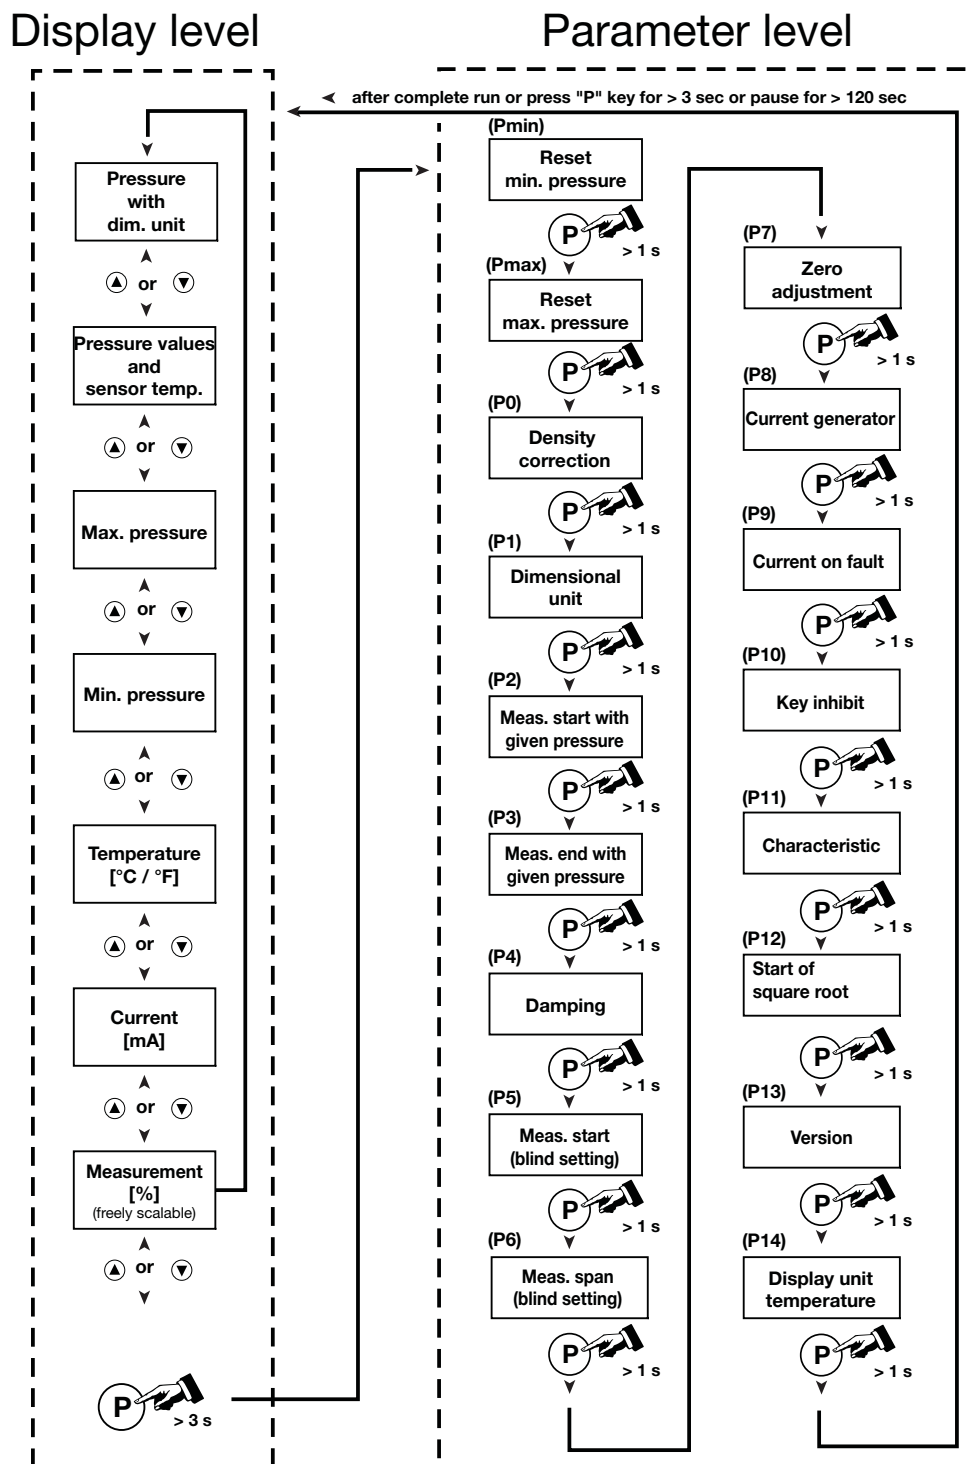 Display level
Parameter level
after complete run or press "P" key for > 3 sec or pause for > 120 sec
Pressure
with
dim. unit
or
Pressure values
and
sensor temp.
or
Max. pressure
or
Min. pressure
or
Temperature
[°C / °F]
or
Current
[mA]
or
Measurement
[%]
(freely scalable)
or
P
> 3 s
(Pmin)
Reset
min. pressure
P
> 1 s
(Pmax)
Reset
max. pressure
P
> 1 s
(P0)
Density
correction
P
> 1 s
(P1)
Dimensional
unit
P
> 1 s
(P2)
Meas. start with
given pressure
P
> 1 s
(P3)
Meas. end with
given pressure
P
> 1 s
(P4)
Damping
P
> 1 s
(P5)
Meas. start
(blind setting)
P
> 1 s
(P6)
Meas. span
(blind setting)
P
> 1 s
(P7)
Zero
adjustment
P
> 1 s
(P8)
Current generator
P
> 1 s
(P9)
Current on fault
P
> 1 s
(P10)
Key inhibit
P
> 1 s
(P11)
Characteristic
P
> 1 s
(P12)
Start of
square root
P
> 1 s
(P13)
Version
P
> 1 s
(P14)
Display unit
temperature
P
> 1 s